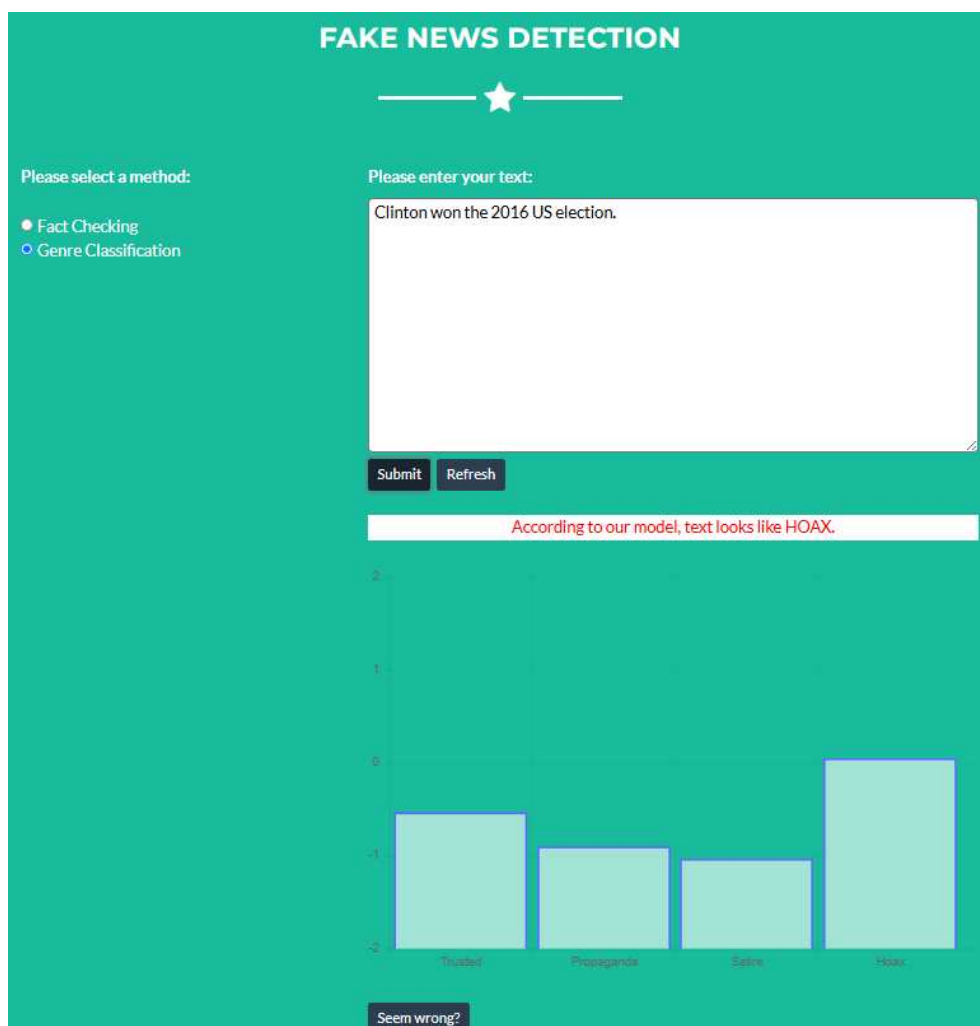 FAKE NEWS DETECTION
Please select a method:
Fact Checking
Genre Classification
Please enter your text:
Clinton won the 2016 US election.
Submit Refresh
According to our model, text looks like HOAX.
2
1
0
-1
-2
Trusted Propaganda Satire Hoax
Seem wrong?